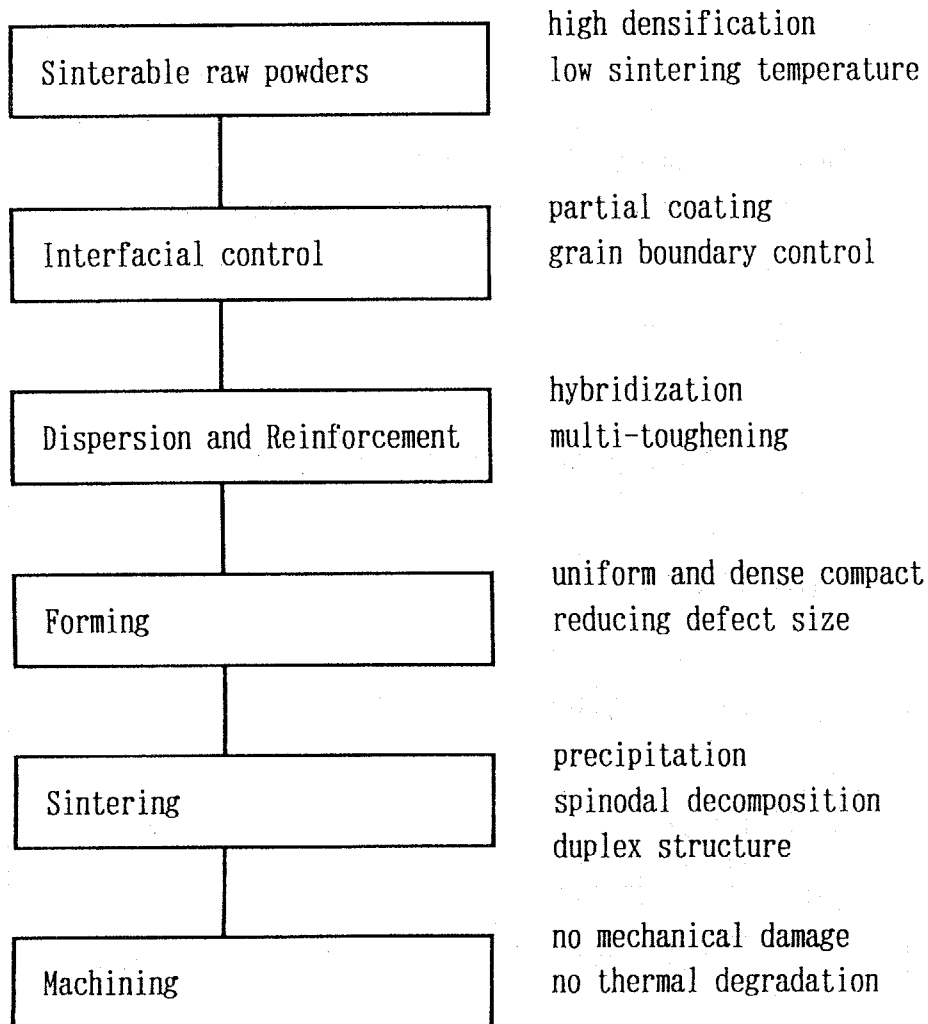 high densification
Sinterable raw powders
low sintering temperature
partial coating
Interfacial control
grain boundary control
hybridization
Dispersion and Reinforcement
multi-toughening
uniform and dense compact
Forming
reducing defect size
precipitation
Sintering
spinodal decomposition
duplex structure
no mechanical damage
Machining
no thermal degradation